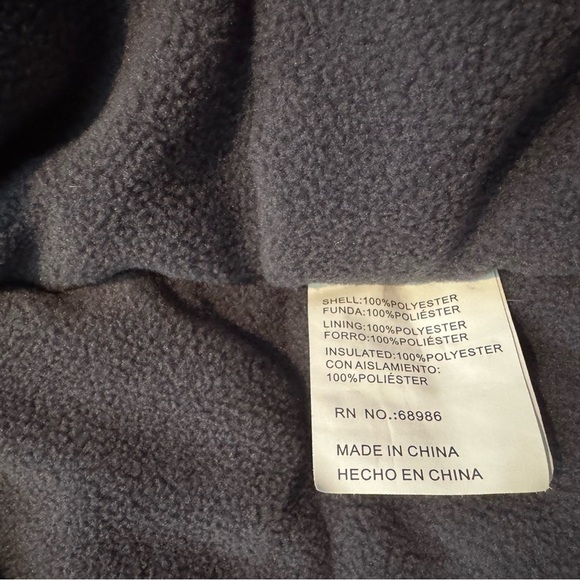 SHELL:100%POLYESTER
FUNDA:100%POLIÉSTER
LINING:100%POLYESTER
FORRO:100%POLIÉSTER
INSULATED:100%POLYESTER
CON AISLAMIENTO:
100%POLIÉSTER
RN NO.:68986
MADE IN CHINA
HECHO EN CHINA